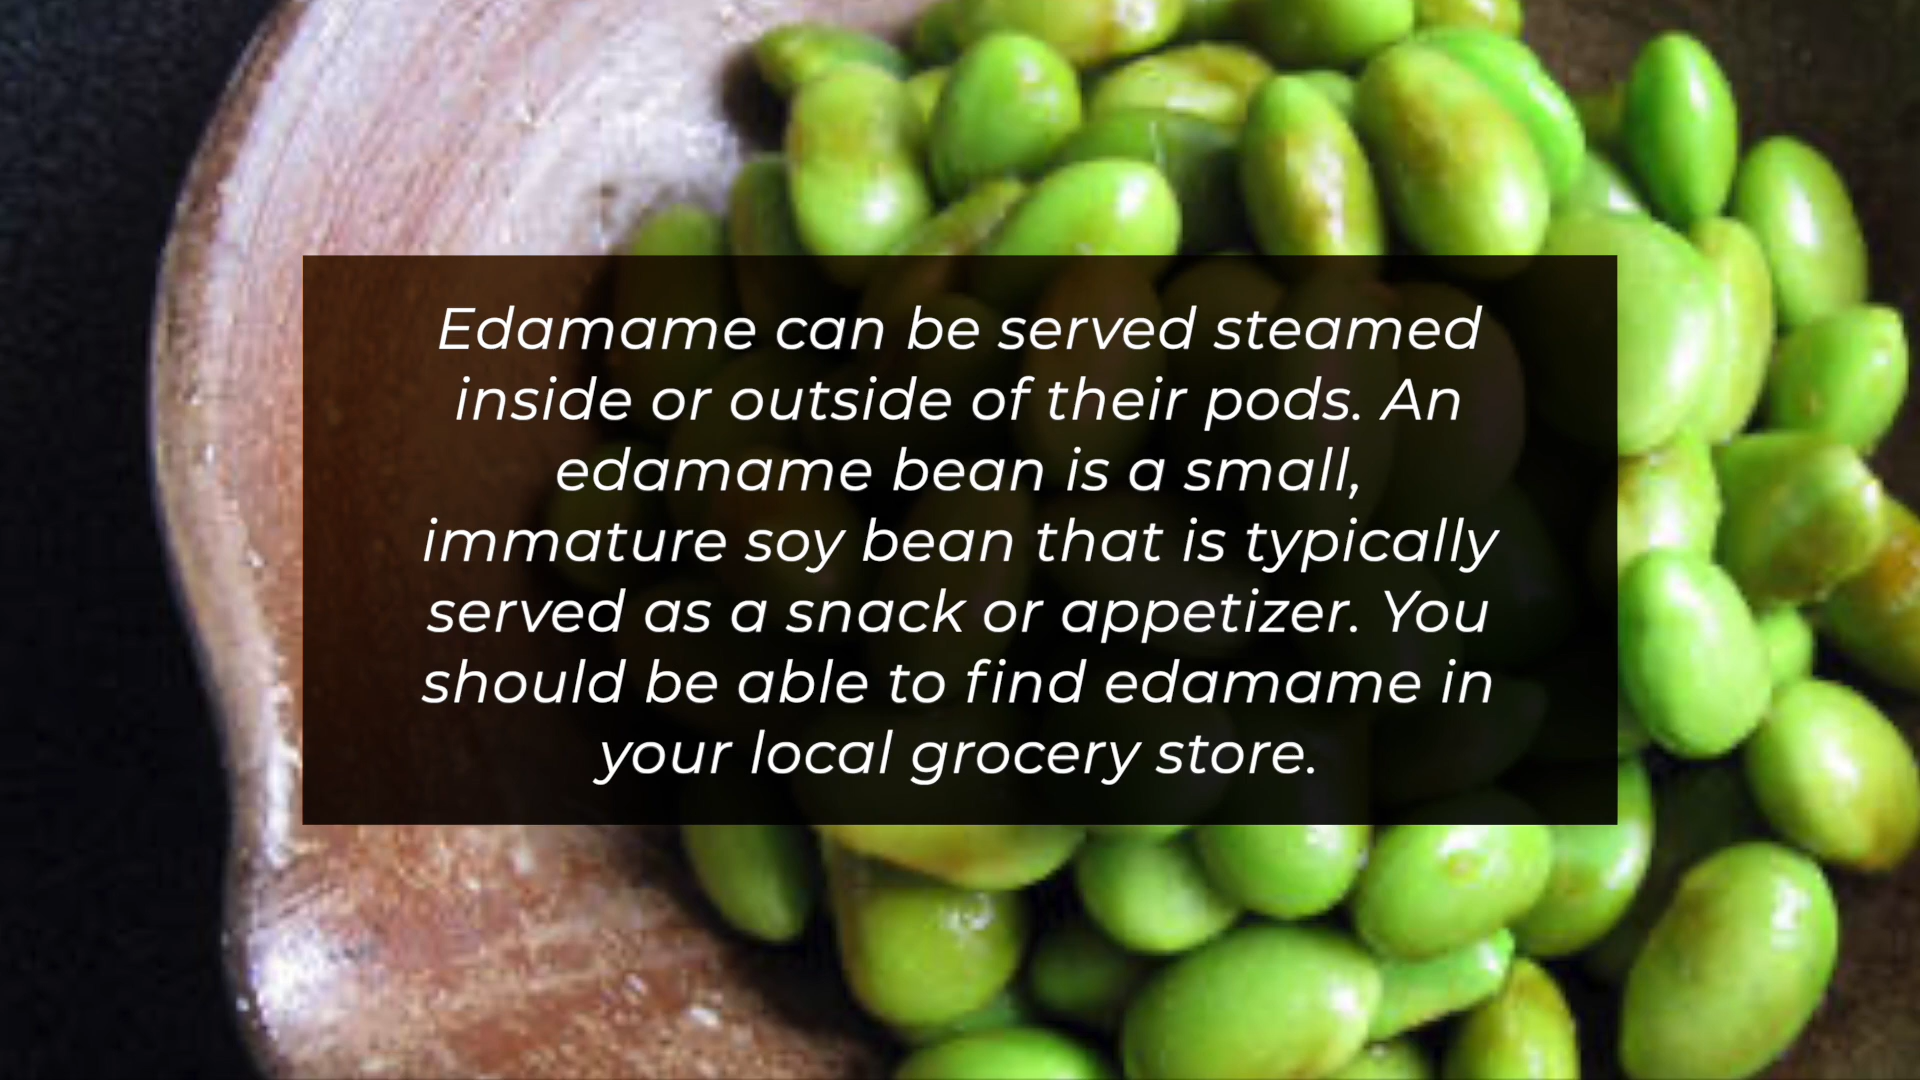 Edamame can be served steamed
inside or outside of their pods. An
edamame bean is a small,
immature soy bean that is typically
served as a snack or appetizer. You
should be able to find edamame in
your local grocery store.